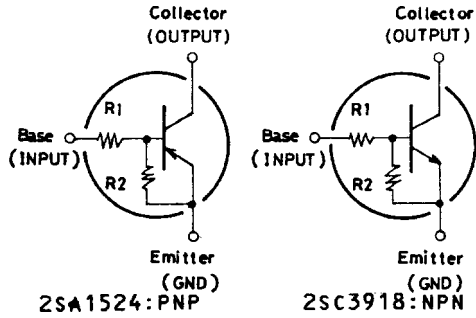 Collector
(OUTPUT)
R1
Base
(INPUT)
R2
Emitter
(GND)
2SA1524:PNP
Collector
(OUTPUT)
R1
Base
(INPUT)
R2
Emitter
(GND)
2SC3918:NPN